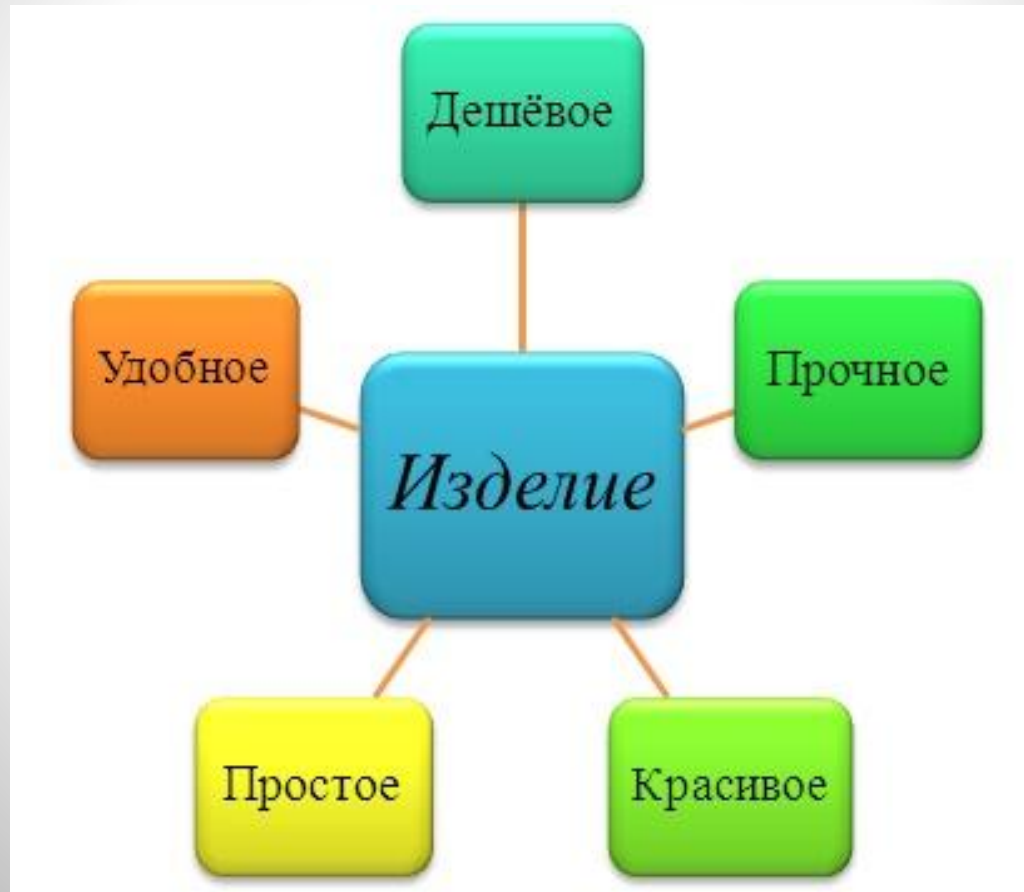 Дешёвое
Удобное
Прочное
Изделие
Простое
Красивое